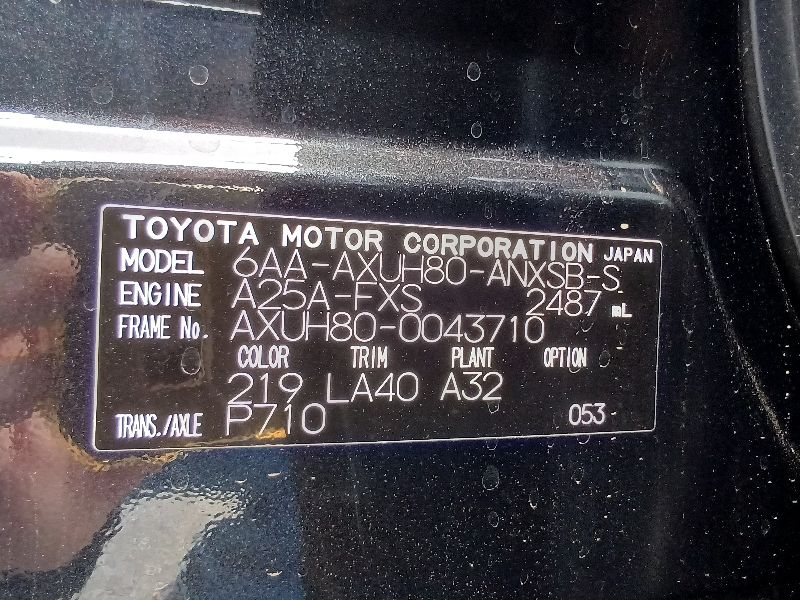 TOYOTA MOTOR CORPORATION JAPAN
MODEL 6AA-AXUH80-ANXSB-S
ENGINE A25A-FXS 2487 mL
FRAME No. AXUH80-0043710
COLOR TRIM PLANT OPTION
219 LA40 A32
TRANS./AXLE P710 053